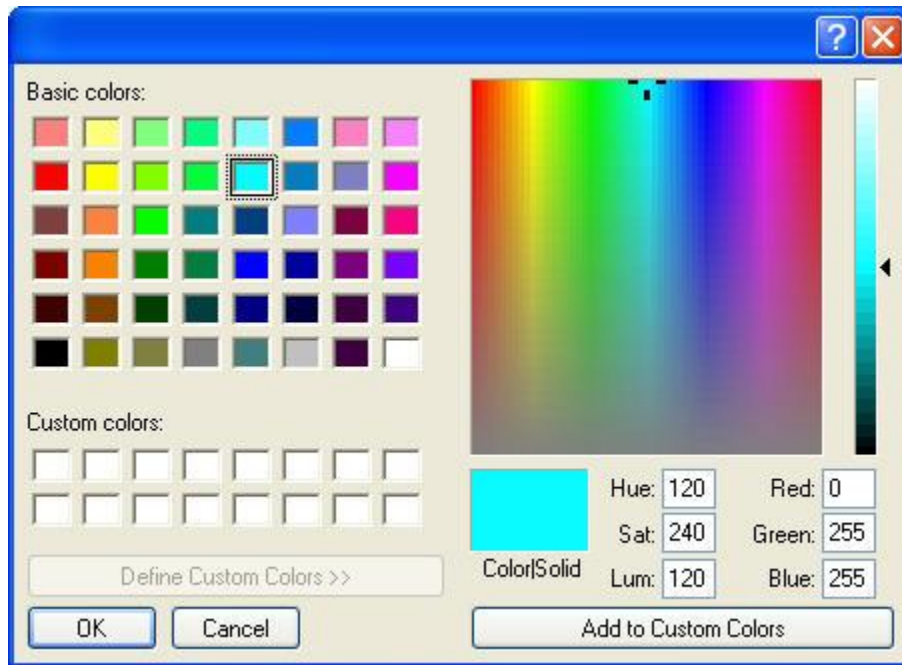 ?
Basic colors:
Custom colors:
Define Custom Colors >>
OK
Cancel
Color|Solid
Hue: 120
Sat: 240
Lum: 120
Red: 0
Green: 255
Blue: 255
Add to Custom Colors